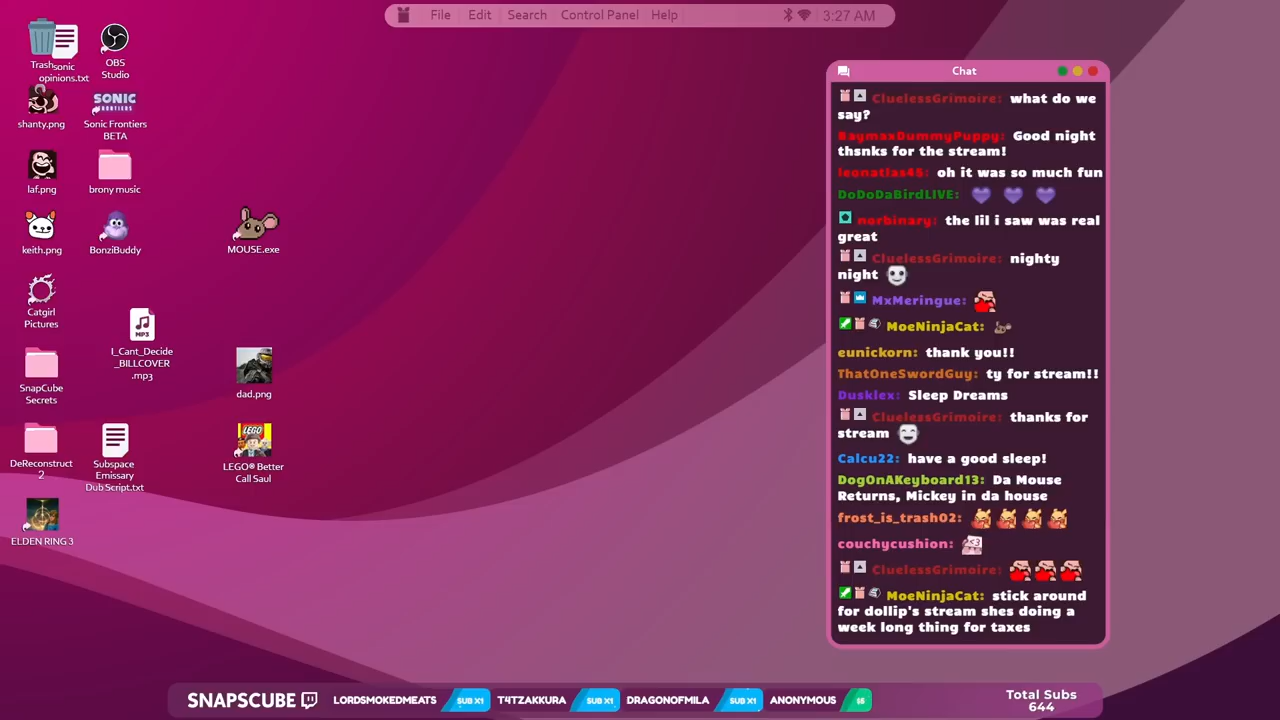 File Edit Search Control Panel Help 3:27 AM
Trash
sonic
opinions.txt
OBS
Studio
shanty.png
SONIC
FRONTIERS
Sonic Frontiers
BETA
laf.png
brony music
keith.png
BonziBuddy
MOUSE.exe
Catgirl
Pictures
MP3
I_Cant_Decide
_BILLCOVER
.mp3
SnapCube
Secrets
dad.png
DeReconstruct
2
Subspace
Emissary
Dub Script.txt
LEGO
LEGO® Better
Call Saul
ELDEN RING 3
Chat
CluelessGrimoire: what do we
say?
BaymaxDummyPuppy: Good night
thsnks for the stream!
leonatlas45: oh it was so much fun
DoDoDaBirdLIVE:
norbinary: the lil i saw was real
great
CluelessGrimoire: nighty
night
MxMeringue:
MoeNinjaCat:
eunickorn: thank you!!
ThatOneSwordGuy: ty for stream!!
Dusklex: Sleep Dreams
CluelessGrimoire: thanks for
stream
Calcu22: have a good sleep!
DogOnAKeyboard13: Da Mouse
Returns, Mickey in da house
frost_is_trash02:
couchycushion: <3
CluelessGrimoire:
MoeNinjaCat: stick around
for dollip's stream shes doing a
week long thing for taxes
SNAPSCUBE LORDSMOKEDMEATS SUB X1 T4TZAKKURA SUB X1 DRAGONOFMILA SUB X1 ANONYMOUS
Total Subs
644